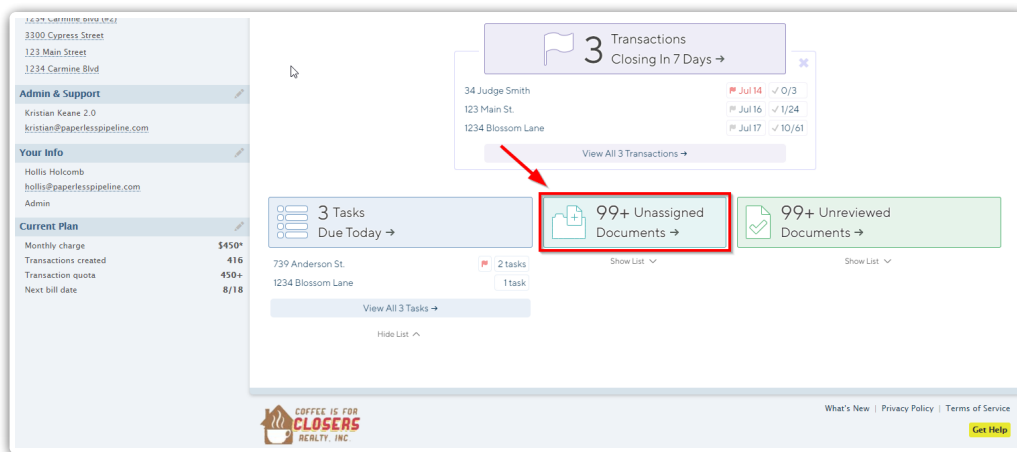 1234 Carmine Blvd (#2)
3300 Cypress Street
123 Main Street
1234 Carmine Blvd
Admin & Support
Kristian Keane 2.0
kristian@paperlesspipeline.com
Your Info
Hollis Holcomb
hollis@paperlesspipeline.com
Admin
Current Plan
Monthly charge $450*
Transactions created 416
Transaction quota 450+
Next bill date 8/18
3 Transactions
Closing In 7 Days →
34 Judge Smith Jul 14 ✓ 0/3
123 Main St. Jul 16 ✓ 1/24
1234 Blossom Lane Jul 17 ✓ 10/61
View All 3 Transactions →
3 Tasks
Due Today →
739 Anderson St. 2 tasks
1234 Blossom Lane 1 task
View All 3 Tasks →
Hide List
99+ Unassigned
Documents →
Show List
99+ Unreviewed
Documents →
Show List
COFFEE IS FOR
CLOSERS
REALTY, INC.
What's New | Privacy Policy | Terms of Service
Get Help